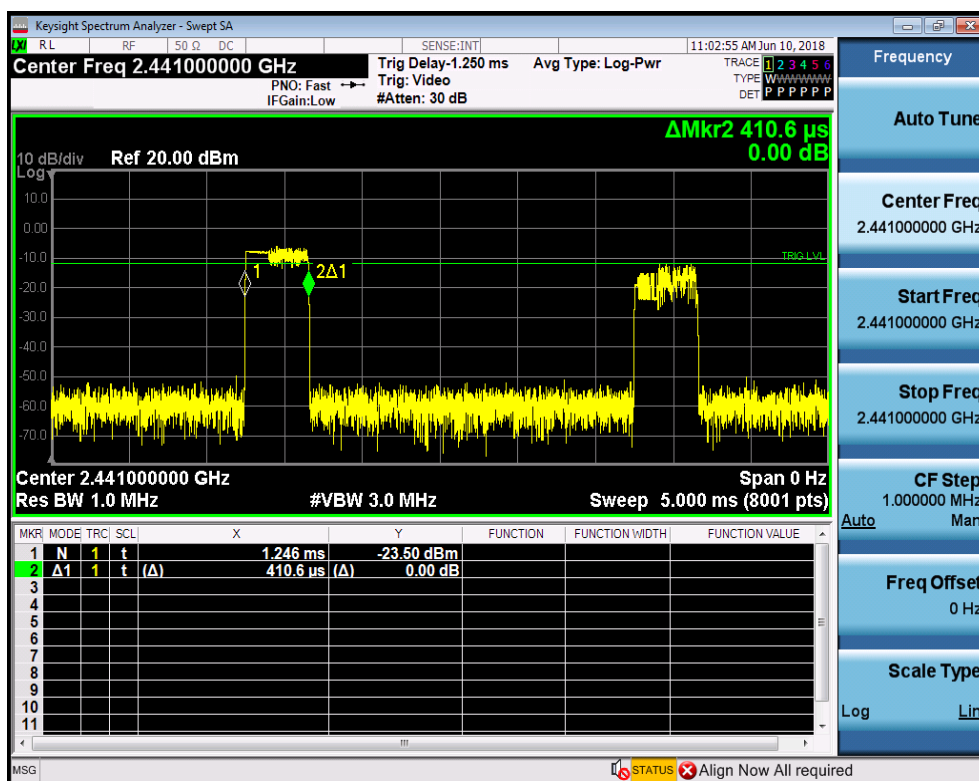 Keysight Spectrum Analyzer - Swept SA
LXI RL RF 50 Ω DC SENSE:INT 11:02:55 AM Jun 10, 2018
Center Freq 2.441000000 GHz
Trig Delay-1.250 ms Avg Type: Log-Pwr
PNO: Fast Trig: Video
IFGain:Low #Atten: 30 dB
TRACE 1 2 3 4 5 6
TYPE WWWWWW
DET P P P P P P
ΔMkr2 410.6 µs
0.00 dB
10 dB/div Ref 20.00 dBm
Log
10.0
0.00
-10.0
-20.0
-30.0
-40.0
-50.0
-60.0
-70.0
TRIG LVL
1
2Δ1
Center 2.441000000 GHz Span 0 Hz
Res BW 1.0 MHz #VBW 3.0 MHz Sweep 5.000 ms (8001 pts)
MKR MODE TRC SCL X Y FUNCTION FUNCTION WIDTH FUNCTION VALUE
1 N 1 t 1.246 ms -23.50 dBm
2 Δ1 1 t (Δ) 410.6 µs (Δ) 0.00 dB
3
4
5
6
7
8
9
10
11
MSG STATUS Align Now All required
Frequency
Auto Tune
Center Freq
2.441000000 GHz
Start Freq
2.441000000 GHz
Stop Freq
2.441000000 GHz
CF Step
1.000000 MHz
Auto Man
Freq Offset
0 Hz
Scale Type
Log Lin